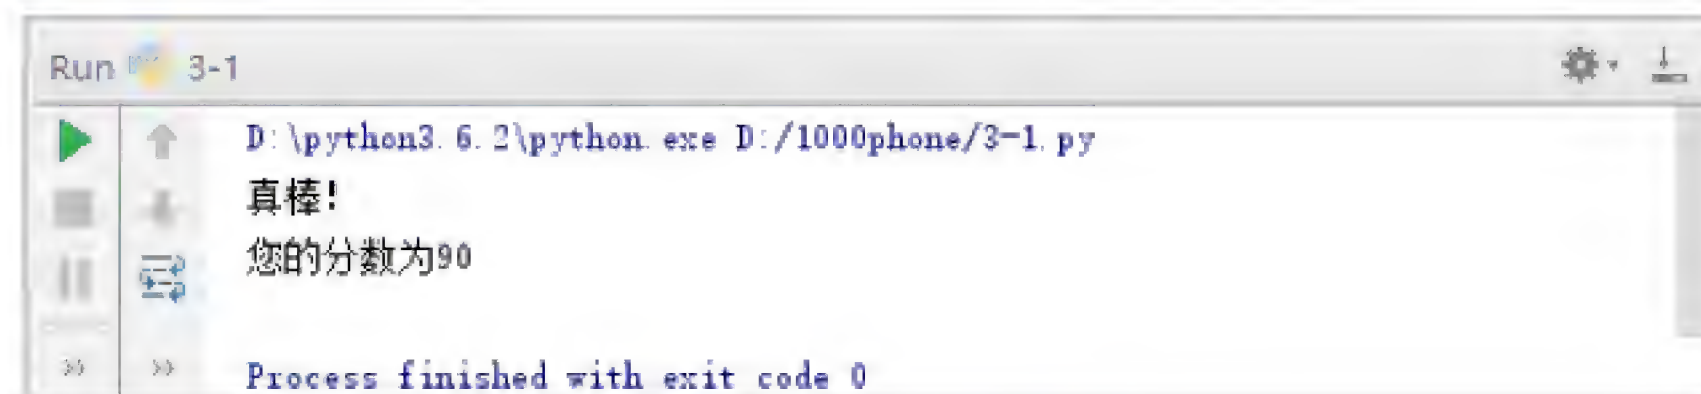 Run 3-1
D:\python3.6.2\python.exe D:/1000phone/3-1.py
真棒!
您的分数为90
Process finished with exit code 0